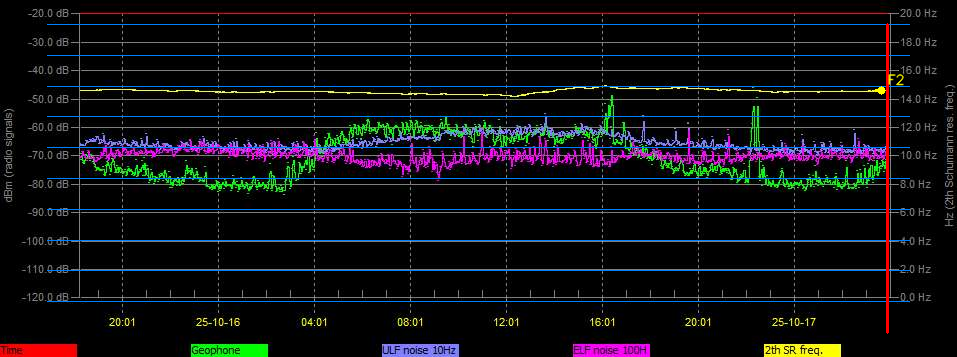 -20.0 dB 20.0 Hz
-30.0 dB 18.0 Hz
-40.0 dB 16.0 Hz
F2
-50.0 dB 14.0 Hz
-60.0 dB 12.0 Hz
-70.0 dB 10.0 Hz
-80.0 dB 8.0 Hz
-90.0 dB 6.0 Hz
-100.0 dB 4.0 Hz
-110.0 dB 2.0 Hz
-120.0 dB 0.0 Hz
dBm (radio signals)
Hz (2th Schumann res. freq.)
20:01 25-10-16 04:01 08:01 12:01 16:01 20:01 25-10-17
Time Geophone ULF noise 10Hz ELF noise 100H 2th SR freq.